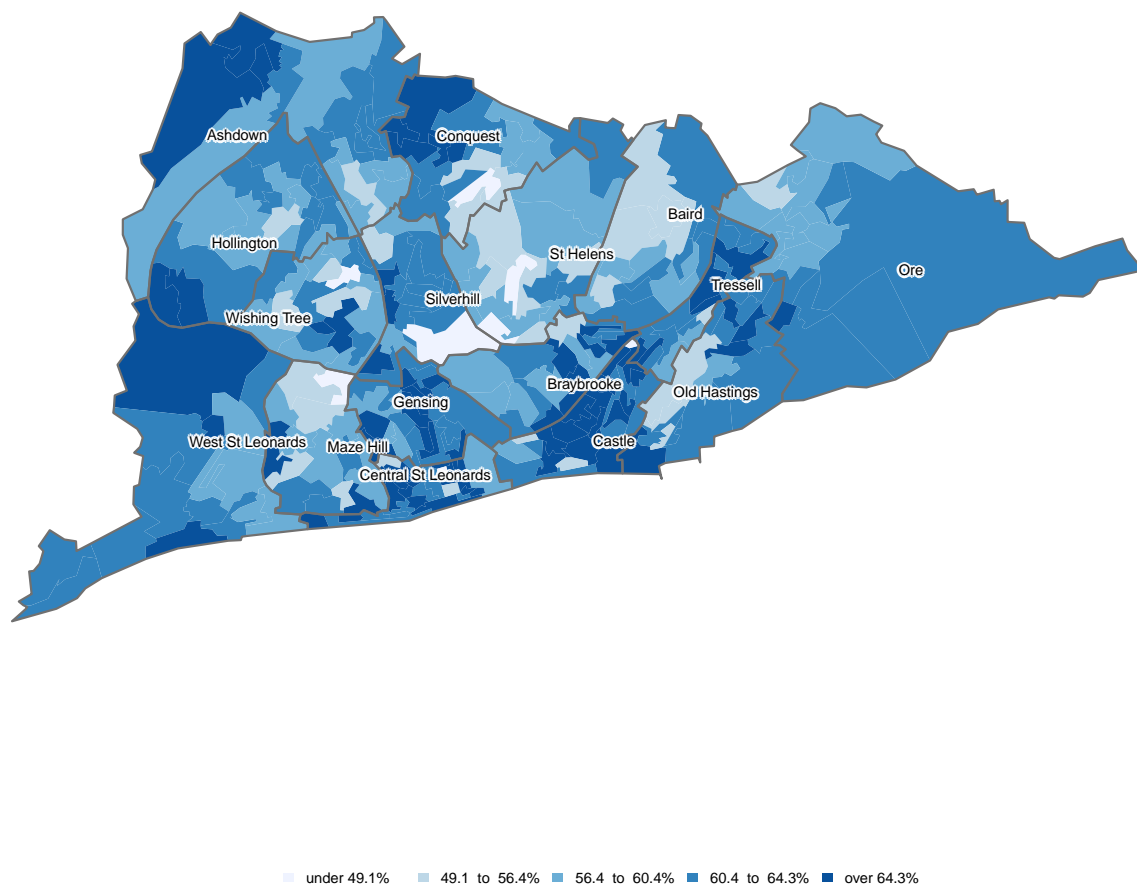 Ashdown
Conquest
Baird
Hollington
St Helens
Ore
Tressell
Silverhill
Wishing Tree
Braybrooke
Old Hastings
Gensing
West St Leonards
Maze Hill
Castle
Central St Leonards
under 49.1%
49.1 to 56.4%
56.4 to 60.4%
60.4 to 64.3%
over 64.3%